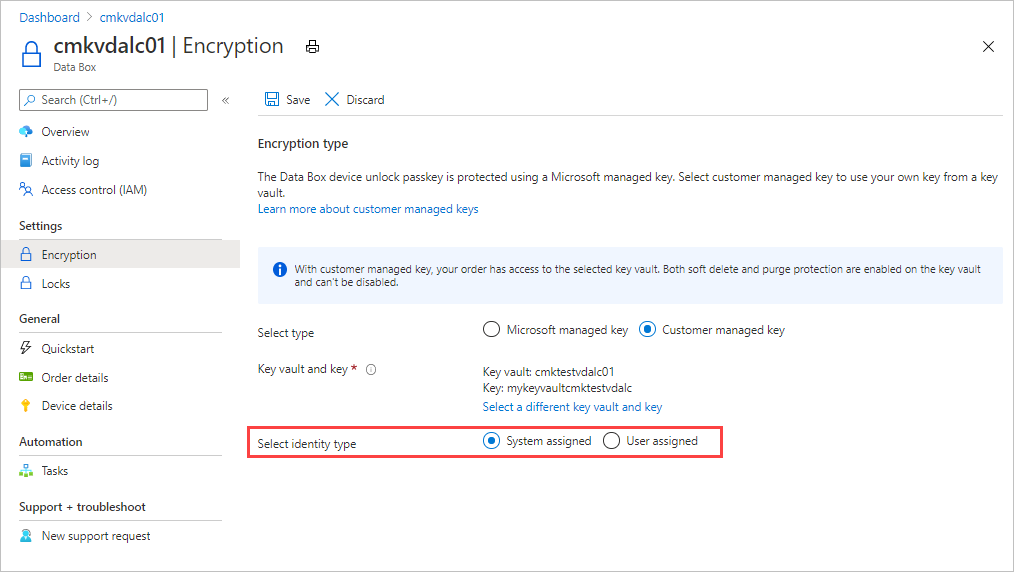 Dashboard > cmkvdalc01
cmkvdalc01 | Encryption
Data Box
Search (Ctrl+/) «
Overview
Activity log
Access control (IAM)
Settings
Encryption
Locks
General
Quickstart
Order details
Device details
Automation
Tasks
Support + troubleshoot
New support request
Save Discard
Encryption type
The Data Box device unlock passkey is protected using a Microsoft managed key. Select customer managed key to use your own key from a key
vault.
Learn more about customer managed keys
With customer managed key, your order has access to the selected key vault. Both soft delete and purge protection are enabled on the key vault
and can't be disabled.
Select type Microsoft managed key Customer managed key
Key vault and key *
Key vault: cmktestvdalc01
Key: mykeyvaultcmktestvdalc
Select a different key vault and key
Select identity type System assigned User assigned